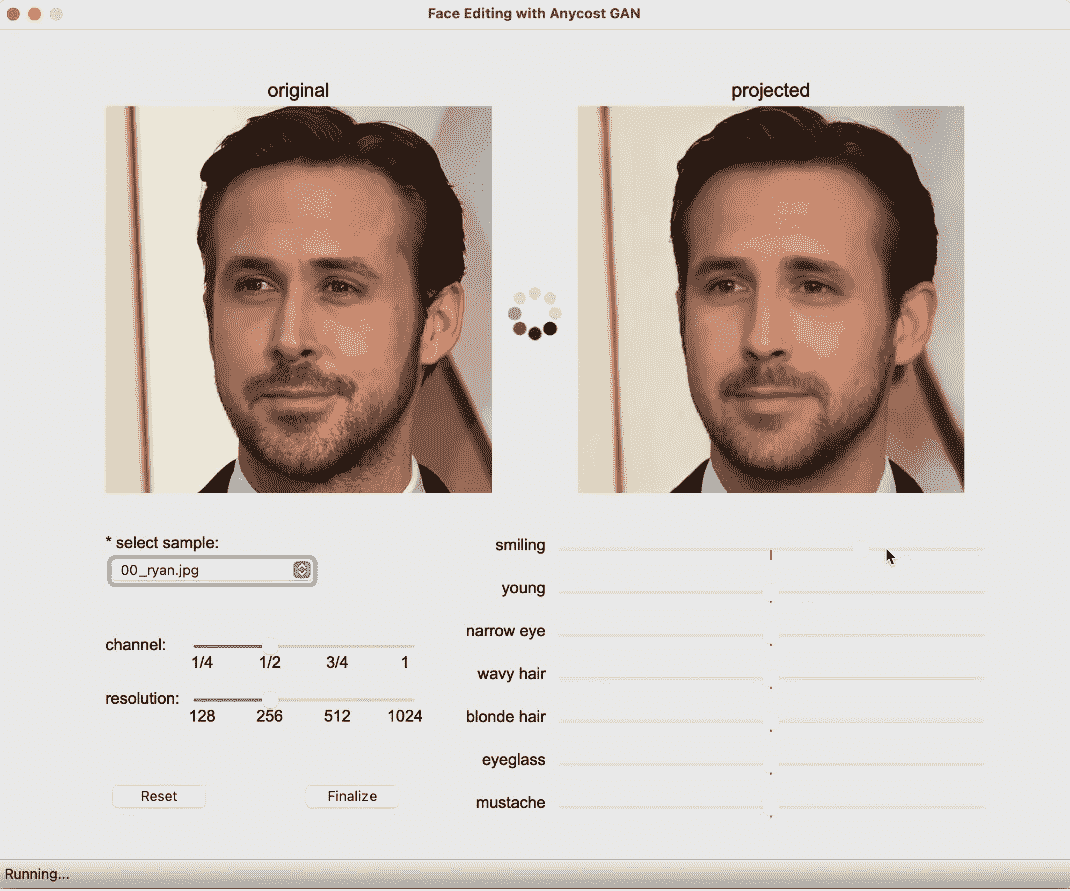 Face Editing with Anycost GAN
original
projected
* select sample:
00_ryan.jpg
channel:
1/4 1/2 3/4 1
resolution:
128 256 512 1024
Reset Finalize
smiling
young
narrow eye
wavy hair
blonde hair
eyeglass
mustache
Running...